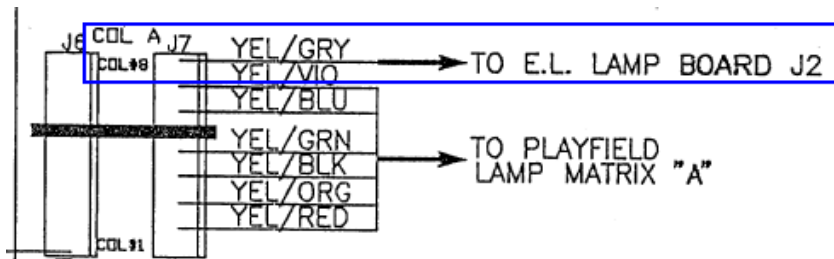 J6 COL A J7
COL#8
YEL/GRY TO E.L. LAMP BOARD J2
YEL/VIO
YEL/BLU
YEL/GRN TO PLAYFIELD
YEL/BLK LAMP MATRIX "A"
YEL/ORG
YEL/RED
COL#1